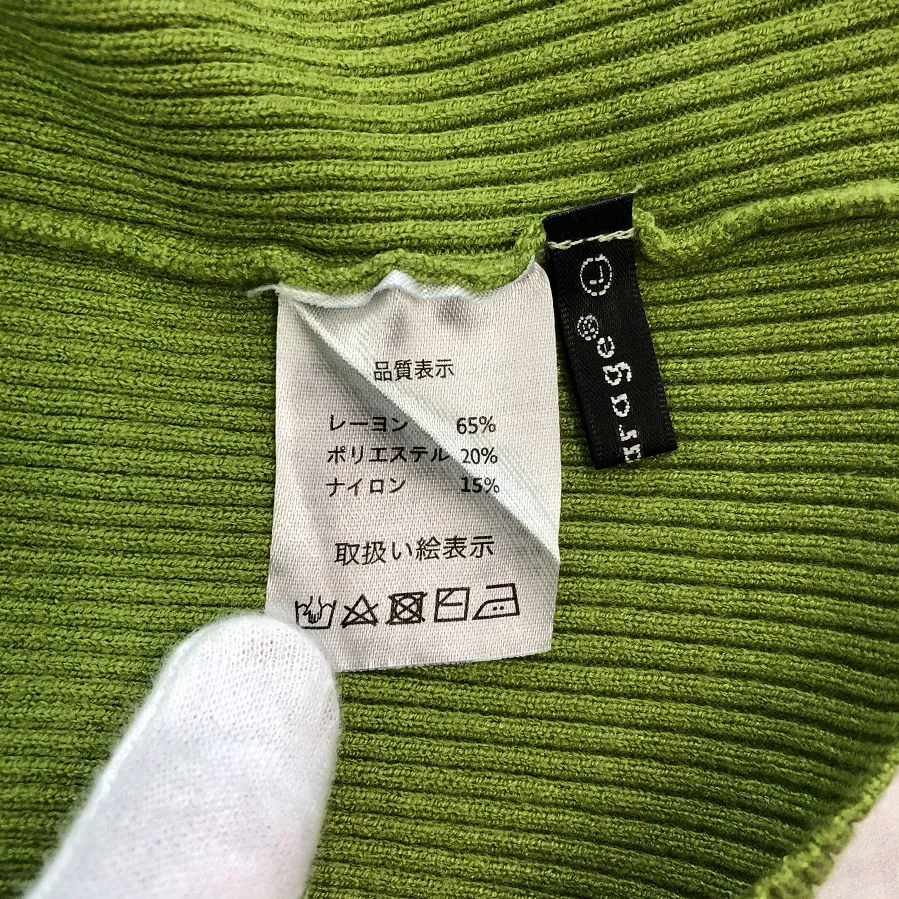 品質表示
レーヨン 65%
ポリエステル 20%
ナイロン 15%
取扱い絵表示
arage®
L